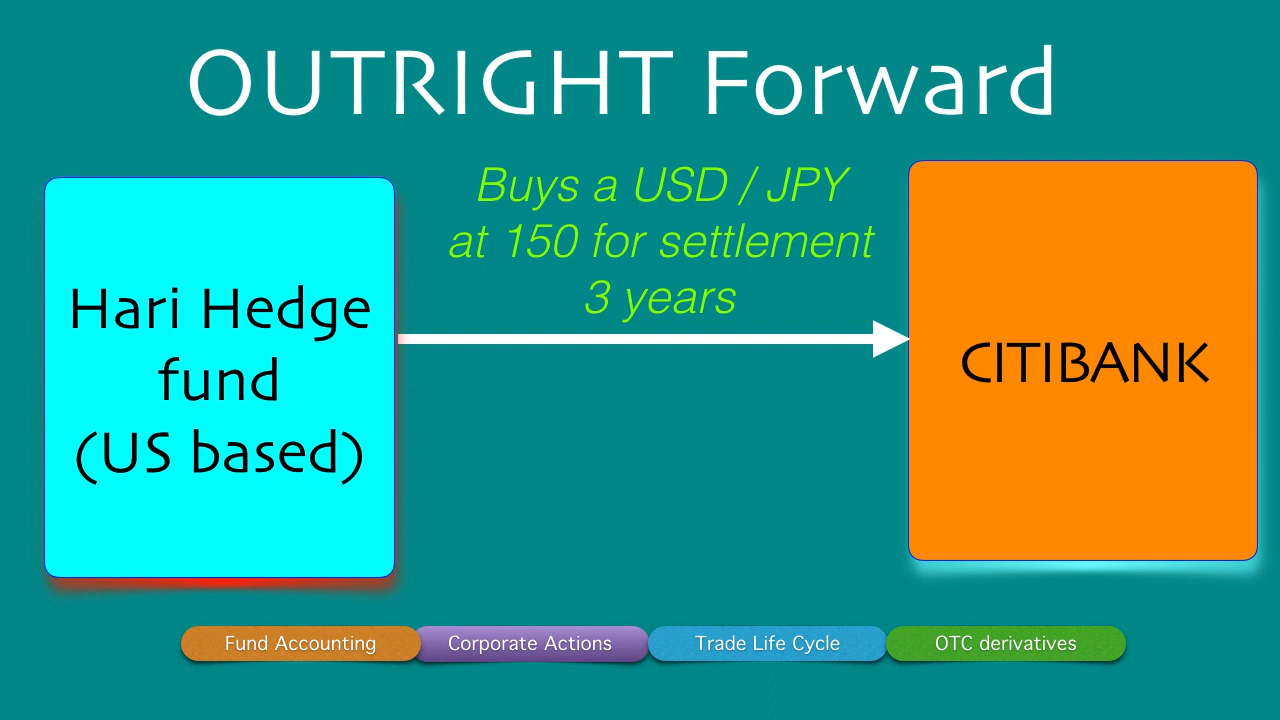 OUTRIGHT Forward
Buys a USD / JPY
at 150 for settlement
3 years
Hari Hedge
fund
(US based)
CITIBANK
Fund Accounting
Corporate Actions
Trade Life Cycle
OTC derivatives